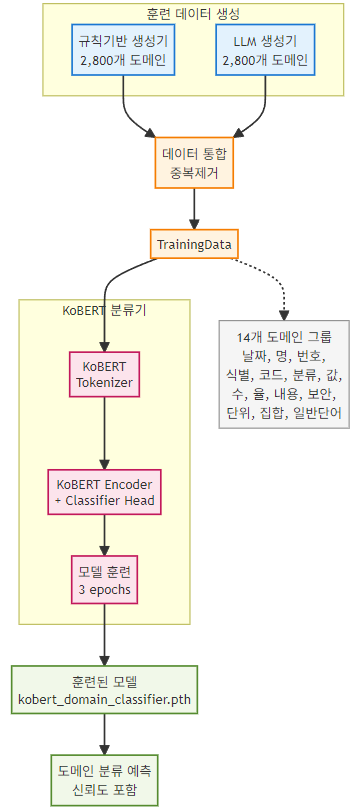 훈련 데이터 생성
규칙기반 생성기
2,800개 도메인
LLM 생성기
2,800개 도메인
데이터 통합
중복제거
TrainingData
KoBERT 분류기
14개 도메인 그룹
날짜, 명, 번호,
식별, 코드, 분류, 값,
수, 율, 내용, 보안,
단위, 집합, 일반단어
KoBERT
Tokenizer
KoBERT Encoder
+ Classifier Head
모델 훈련
3 epochs
훈련된 모델
kobert_domain_classifier.pth
도메인 분류 예측
신뢰도 포함